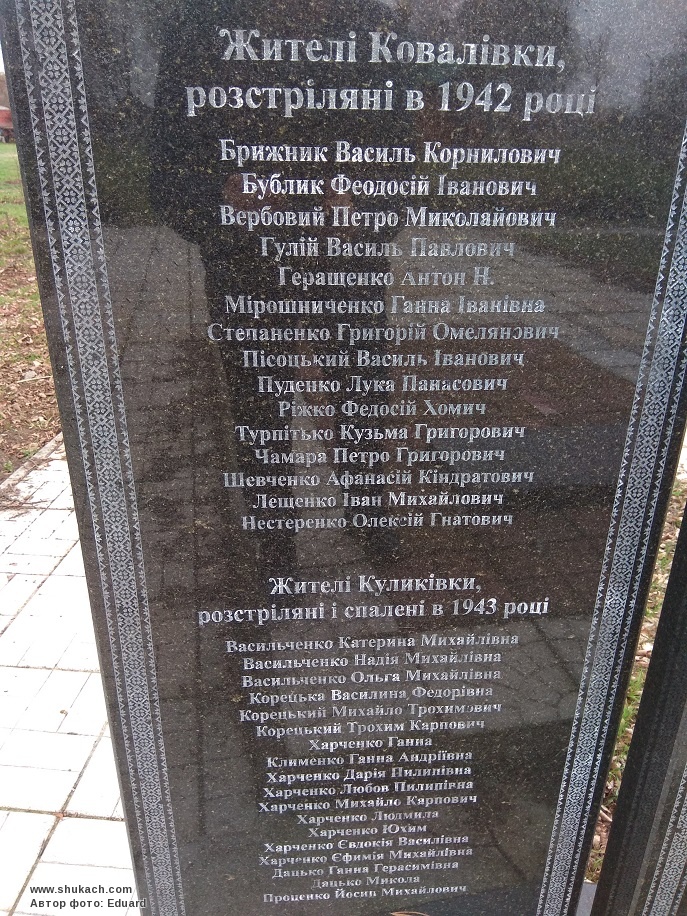 Жителі Ковалівки,
розстріляні в 1942 році
Брижник Василь Корнилович
Бублик Феодосій Іванович
Вербовий Петро Миколайович
Гулій Василь Павлович
Геращенко Антон Н.
Мірошниченко Ганна Іванівна
Степаненко Григорій Омелянович
Пісоцький Василь Іванович
Пуденко Лука Панасович
Ріжко Федосій Хомич
Турпітько Кузьма Григорович
Чамара Петро Григорович
Шевченко Афанасій Кіндратович
Лещенко Іван Михайлович
Нестеренко Олексій Гнатович
Жителі Куликівки,
розстріляні і спалені в 1943 році
Васильченко Катерина Михайлівна
Васильченко Надія Михайлівна
Васильченко Ольга Михайлівна
Корецька Василина Федорівна
Корецький Михайло Трохимович
Корецький Трохим Карпович
Харченко Ганна
Клименко Ганна Андріївна
Харченко Дарія Пилипівна
Харченко Любов Пилипівна
Харченко Михайло Карпович
Харченко Людмила
Харченко Юхим
Харченко Євдокія Василівна
Харченко Єфимія Михайлівна
Дацько Ганна Герасимівна
Дацько Микола
Проценко Йосип Михайлович
www.shukach.com
Автор фото: Eduard